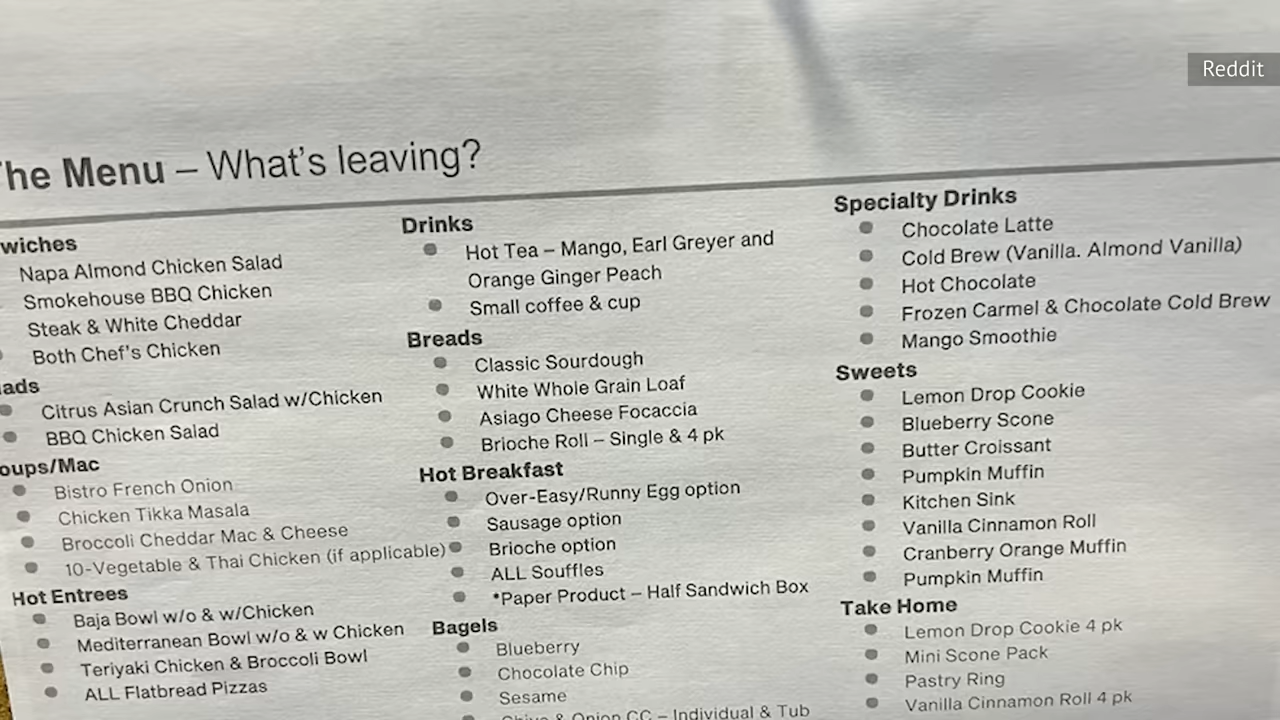 Reddit
The Menu – What's leaving?
wiches
Napa Almond Chicken Salad
Smokehouse BBQ Chicken
Steak & White Cheddar
Both Chef's Chicken
ads
Citrus Asian Crunch Salad w/Chicken
BBQ Chicken Salad
oups/Mac
Bistro French Onion
Chicken Tikka Masala
Broccoli Cheddar Mac & Cheese
10-Vegetable & Thai Chicken (if applicable)
Hot Entrees
Baja Bowl w/o & w/Chicken
Mediterranean Bowl w/o & w Chicken
Teriyaki Chicken & Broccoli Bowl
ALL Flatbread Pizzas
Drinks
Hot Tea – Mango, Earl Greyer and
Orange Ginger Peach
Small coffee & cup
Breads
Classic Sourdough
White Whole Grain Loaf
Asiago Cheese Focaccia
Brioche Roll – Single & 4 pk
Hot Breakfast
Over-Easy/Runny Egg option
Sausage option
Brioche option
ALL Souffles
*Paper Product – Half Sandwich Box
Bagels
Blueberry
Chocolate Chip
Sesame
Chive & Onion CC – Individual & Tub
Specialty Drinks
Chocolate Latte
Cold Brew (Vanilla. Almond Vanilla)
Hot Chocolate
Frozen Carmel & Chocolate Cold Brew
Mango Smoothie
Sweets
Lemon Drop Cookie
Blueberry Scone
Butter Croissant
Pumpkin Muffin
Kitchen Sink
Vanilla Cinnamon Roll
Cranberry Orange Muffin
Pumpkin Muffin
Take Home
Lemon Drop Cookie 4 pk
Mini Scone Pack
Pastry Ring
Vanilla Cinnamon Roll 4 pk